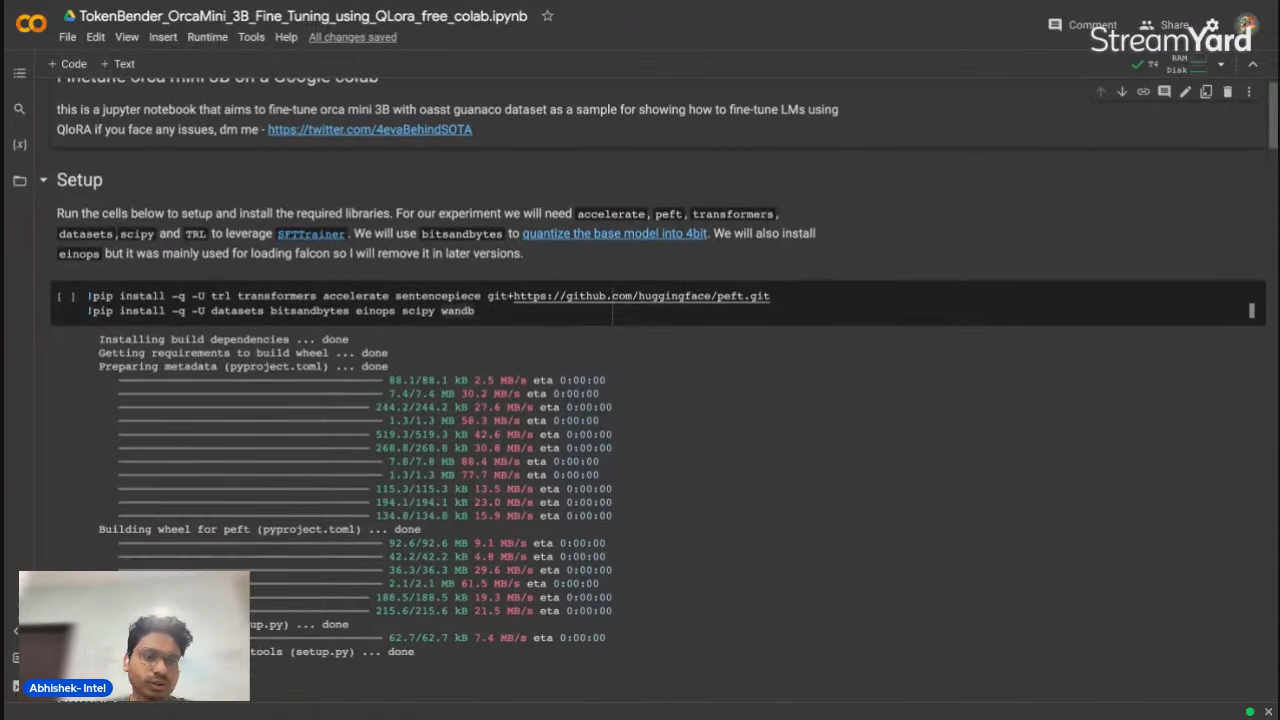 TokenBender_OrcaMini_3B_Fine_Tuning_using_QLora_free_colab.ipynb
File Edit View Insert Runtime Tools Help All changes saved
Comment Share
StreamYard
+ Code + Text
T4 RAM Disk
Finetune orca mini 3B on a Google colab
this is a jupyter notebook that aims to fine-tune orca mini 3B with oasst guanaco dataset as a sample for showing how to fine-tune LMs using
QloRA if you face any issues, dm me - https://twitter.com/4evaBehindSOTA
Setup
Run the cells below to setup and install the required libraries. For our experiment we will need accelerate, peft, transformers,
datasets,scipy and TRL to leverage SFTTrainer. We will use bitsandbytes to quantize the base model into 4bit. We will also install
einops but it was mainly used for loading falcon so I will remove it in later versions.
[ ] !pip install -q -U trl transformers accelerate sentencepiece git+https://github.com/huggingface/peft.git
!pip install -q -U datasets bitsandbytes einops scipy wandb
Installing build dependencies ... done
Getting requirements to build wheel ... done
Preparing metadata (pyproject.toml) ... done
88.1/88.1 kB 2.5 MB/s eta 0:00:00
7.4/7.4 MB 30.2 MB/s eta 0:00:00
244.2/244.2 kB 27.6 MB/s eta 0:00:00
1.3/1.3 MB 58.3 MB/s eta 0:00:00
519.3/519.3 kB 42.6 MB/s eta 0:00:00
268.8/268.8 kB 30.8 MB/s eta 0:00:00
7.8/7.8 MB 88.4 MB/s eta 0:00:00
1.3/1.3 MB 77.7 MB/s eta 0:00:00
115.3/115.3 kB 13.5 MB/s eta 0:00:00
194.1/194.1 kB 23.0 MB/s eta 0:00:00
134.8/134.8 kB 15.9 MB/s eta 0:00:00
Building wheel for peft (pyproject.toml) ... done
92.6/92.6 kB 9.1 MB/s eta 0:00:00
42.2/42.2 kB 4.8 MB/s eta 0:00:00
36.3/36.3 kB 29.6 MB/s eta 0:00:00
2.1/2.1 MB 61.5 MB/s eta 0:00:00
188.5/188.5 kB 19.3 MB/s eta 0:00:00
215.6/215.6 kB 21.5 MB/s eta 0:00:00
up.py) ... done
62.7/62.7 kB 7.4 MB/s eta 0:00:00
tools (setup.py) ... done
Abhishek- Intel